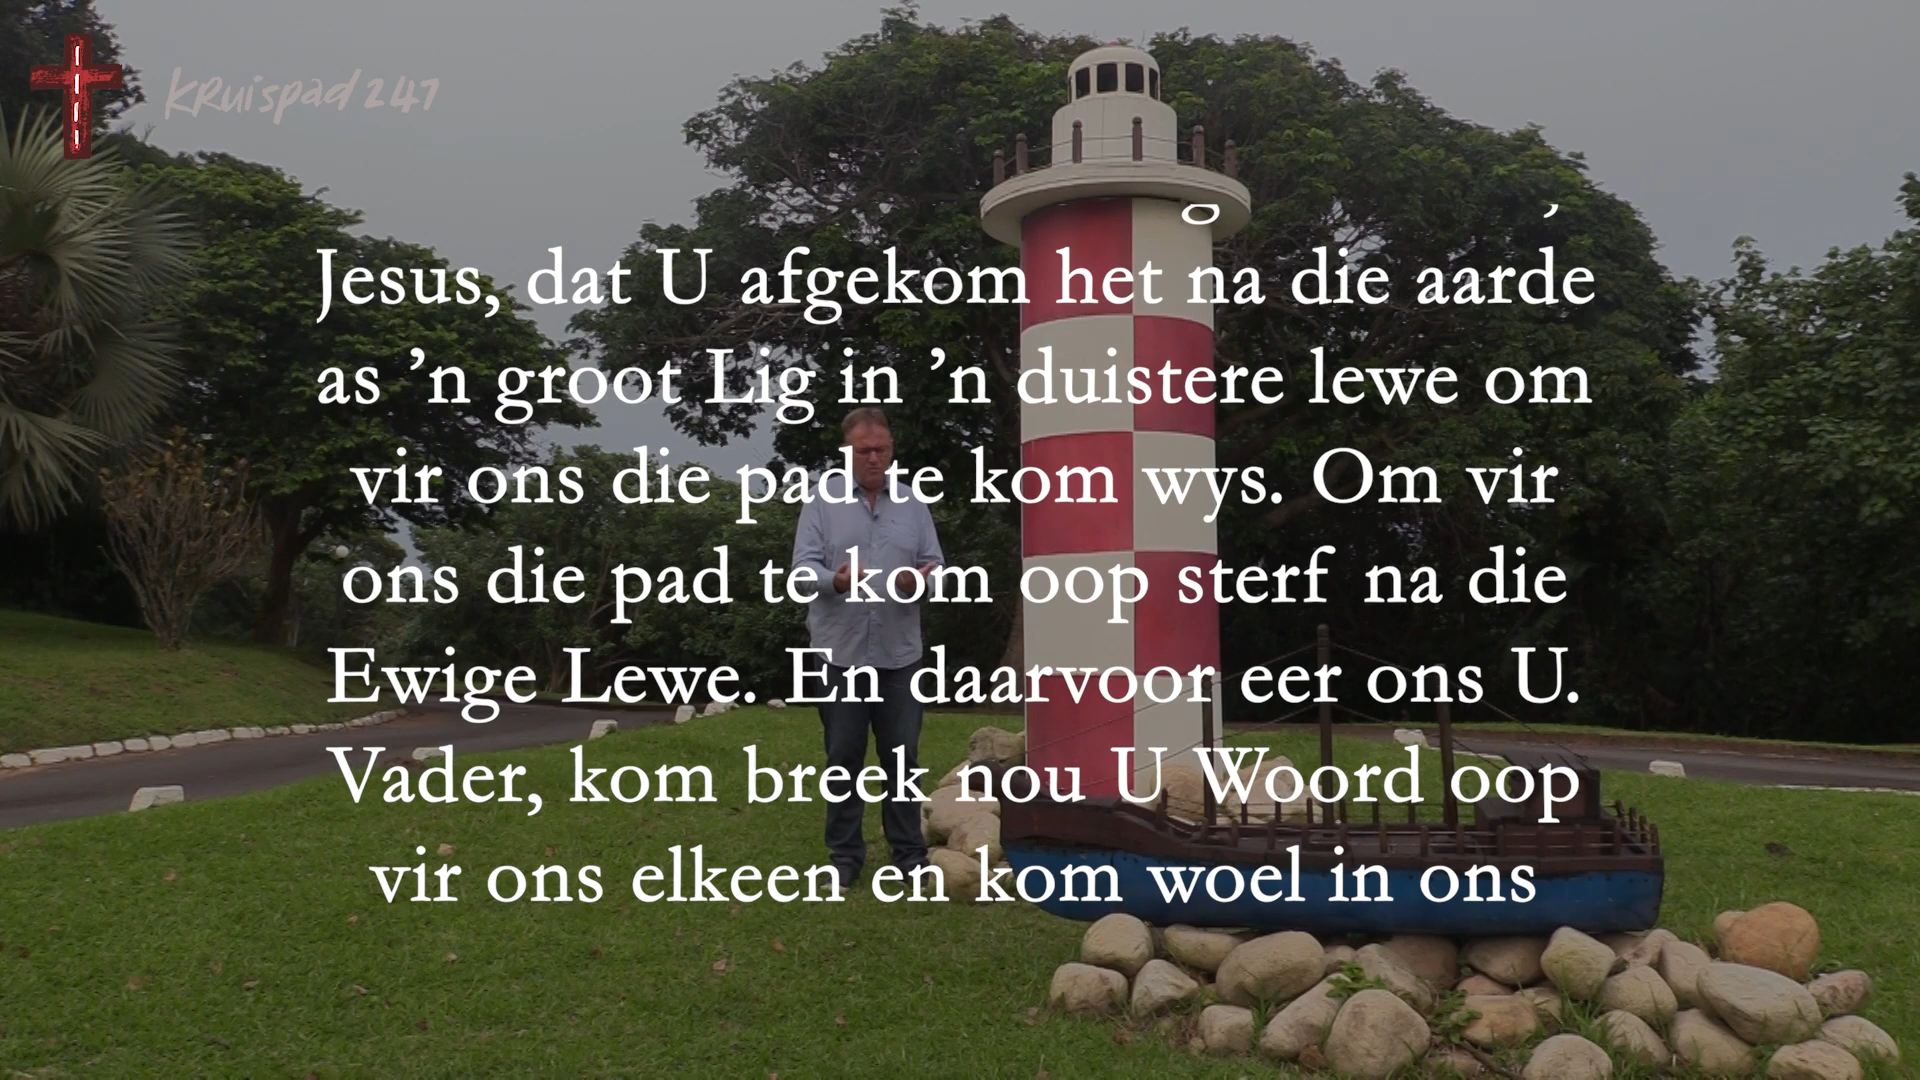 KRuispad 247
Jesus, dat U afgekom het na die aarde
as ’n groot Lig in ’n duistere lewe om
vir ons die pad te kom wys. Om vir
ons die pad te kom oop sterf na die
Ewige Lewe. En daarvoor eer ons U.
Vader, kom breek nou U Woord oop
vir ons elkeen en kom woel in ons